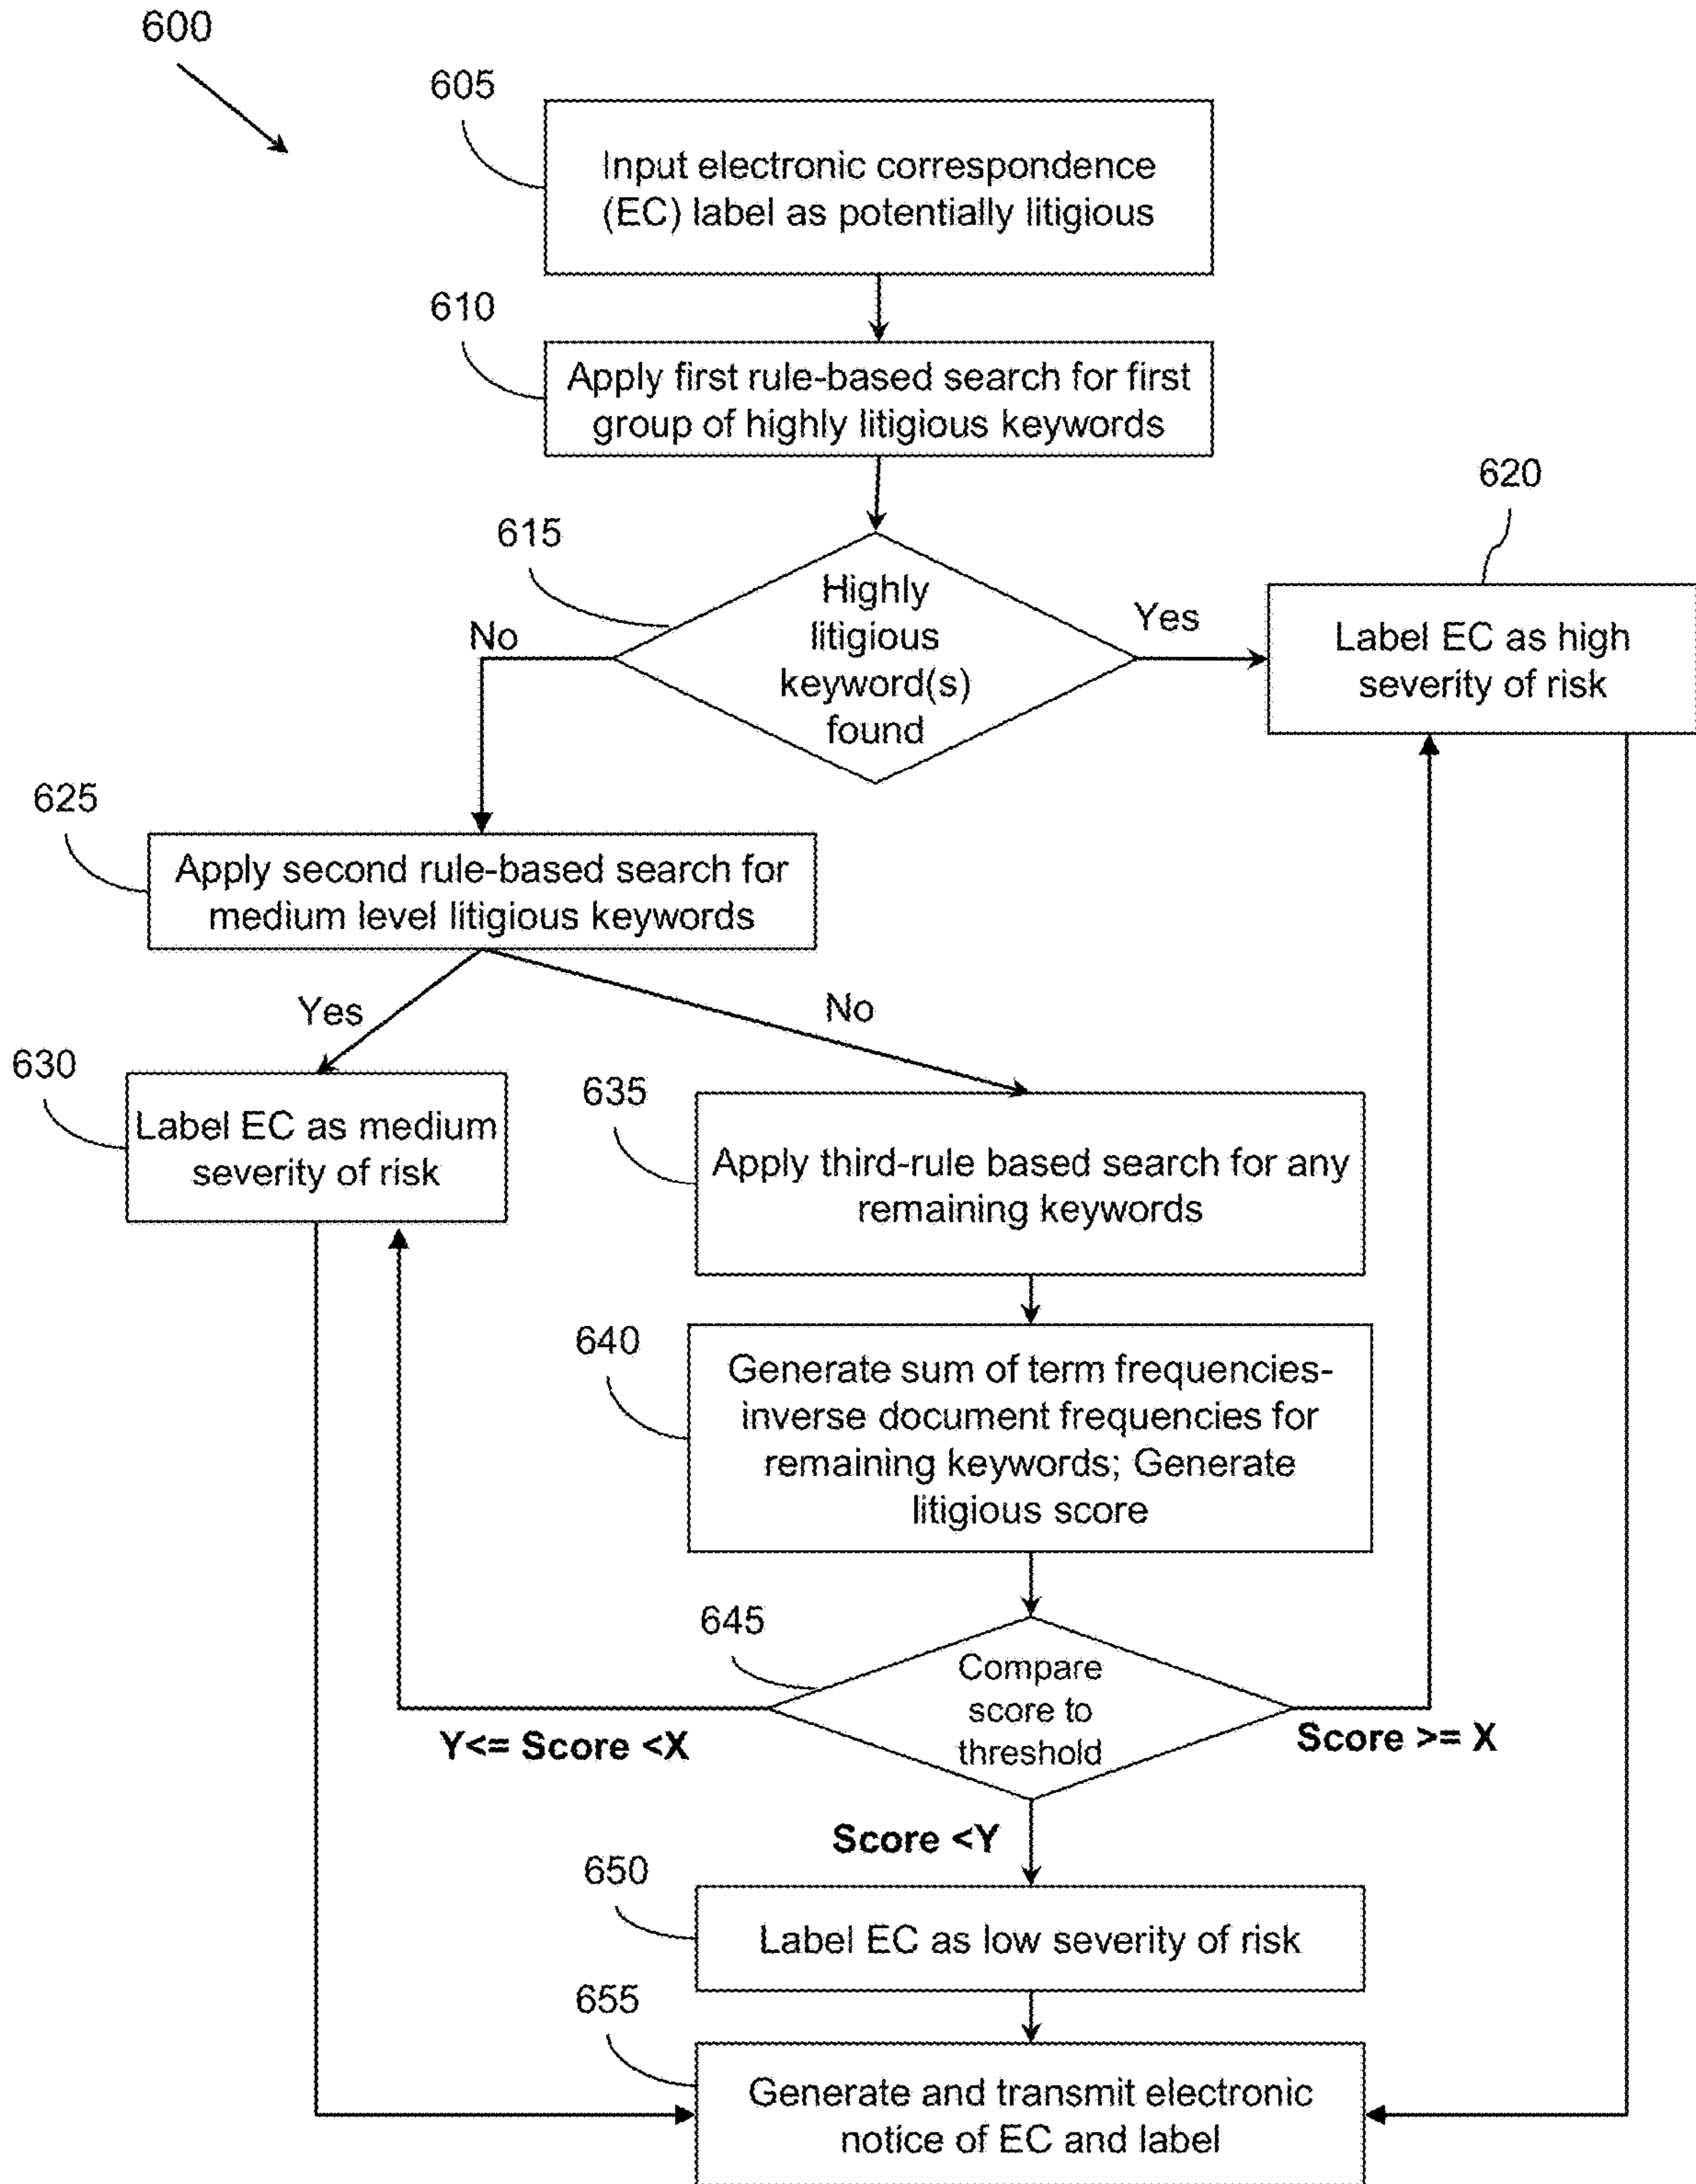 600
605
Input electronic correspondence
(EC) label as potentially litigious
610
Apply first rule-based search for first
group of highly litigious keywords
615
Highly
litigious
keyword(s)
found
No
Yes
620
Label EC as high
severity of risk
625
Apply second rule-based search for
medium level litigious keywords
Yes
No
630
Label EC as medium
severity of risk
635
Apply third-rule based search for any
remaining keywords
640
Generate sum of term frequencies-
inverse document frequencies for
remaining keywords; Generate
litigious score
645
Compare
score to
threshold
Y<= Score <X
Score >= X
Score <Y
650
Label EC as low severity of risk
655
Generate and transmit electronic
notice of EC and label